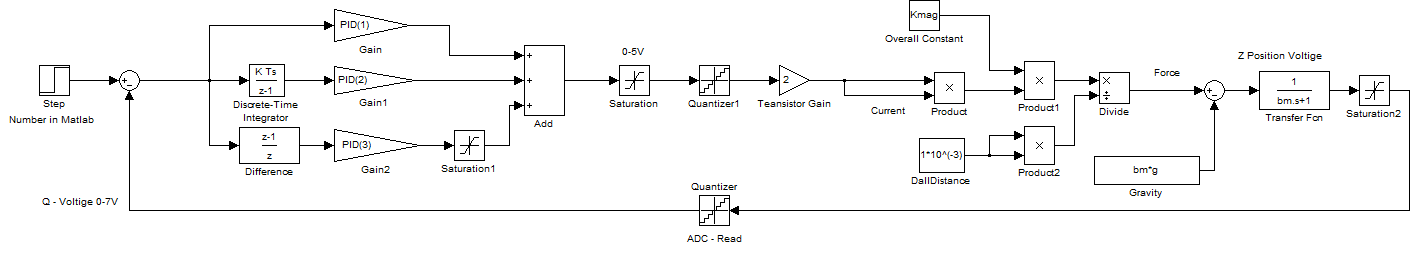 Step
Number in Matlab
+
-
K Ts
z-1
Discrete-Time
Integrator
z-1
z
Difference
PID(1)
Gain
PID(2)
Gain1
PID(3)
Gain2
Saturation1
+
+
+
Add
0-5V
Saturation
Quantizer1
2
Teansistor Gain
Current
×
Product
Kmag
Overall Constant
×
Product1
1*10^(-3)
DallDistance
×
Product2
×
÷
Divide
Force
+
-
bm*g
Gravity
Z Position Voltige
1
bm.s+1
Transfer Fcn
Saturation2
Quantizer
ADC - Read
Q - Voltige 0-7V